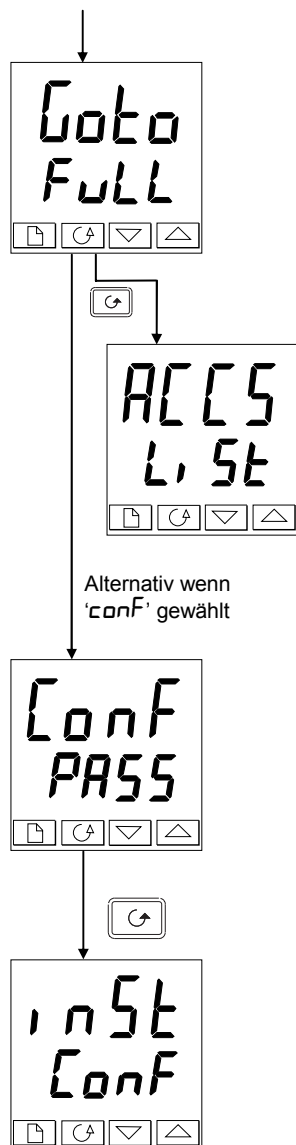 Goto
FuLL
ACCS
Li St
Alternativ wenn
‘conF’ gewählt
ConF
PASS
inSt
ConF